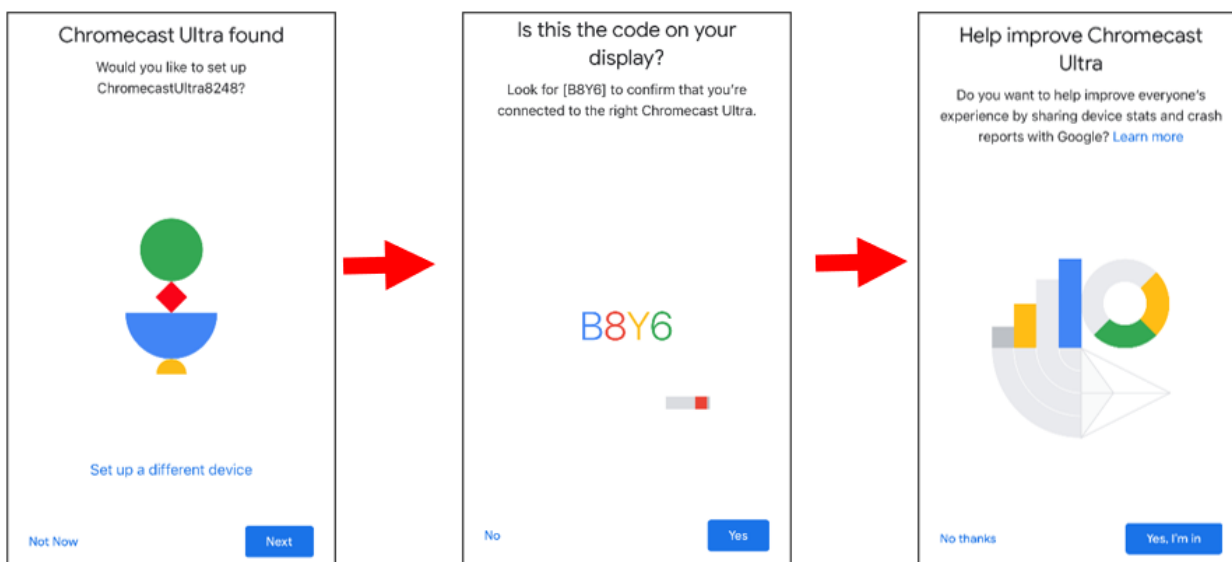 Chromecast Ultra found
Would you like to set up
ChromecastUltra8248?
Set up a different device
Not Now
Next
Is this the code on your
display?
Look for [B8Y6] to confirm that you're
connected to the right Chromecast Ultra.
B8Y6
No
Yes
Help improve Chromecast
Ultra
Do you want to help improve everyone's
experience by sharing device stats and crash
reports with Google? Learn more
No thanks
Yes, I'm in